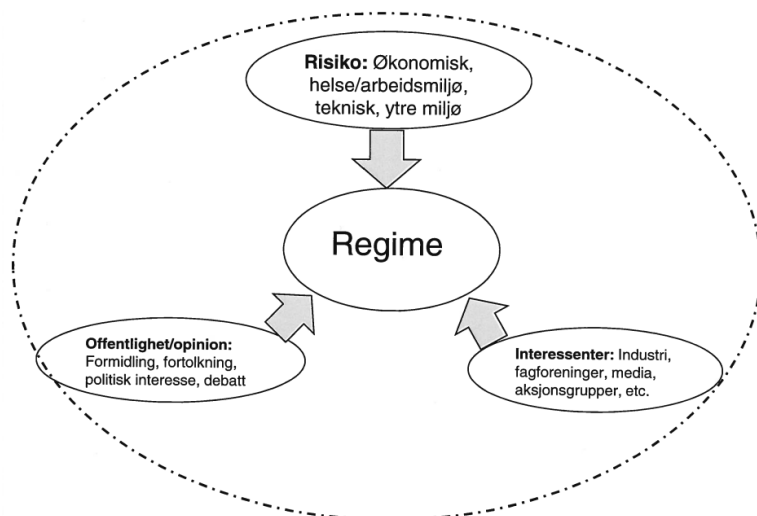 Risiko: Økonomisk,
helse/arbeidsmiljø,
teknisk, ytre miljø
Regime
Offentlighet/opinion:
Formidling, fortolkning,
politisk interesse, debatt
Interessenter: Industri,
fagforeninger, media,
aksjonsgrupper, etc.